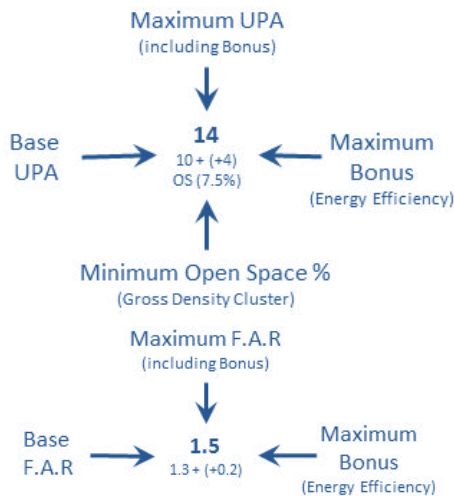 Maximum UPA
(including Bonus)
14
Base
UPA
10 + (+4)
OS (7.5%)
Maximum
Bonus
(Energy Efficiency)
Minimum Open Space %
(Gross Density Cluster)
Maximum F.A.R
(including Bonus)
Base
F.A.R
1.5
1.3 + (+0.2)
Maximum
Bonus
(Energy Efficiency)